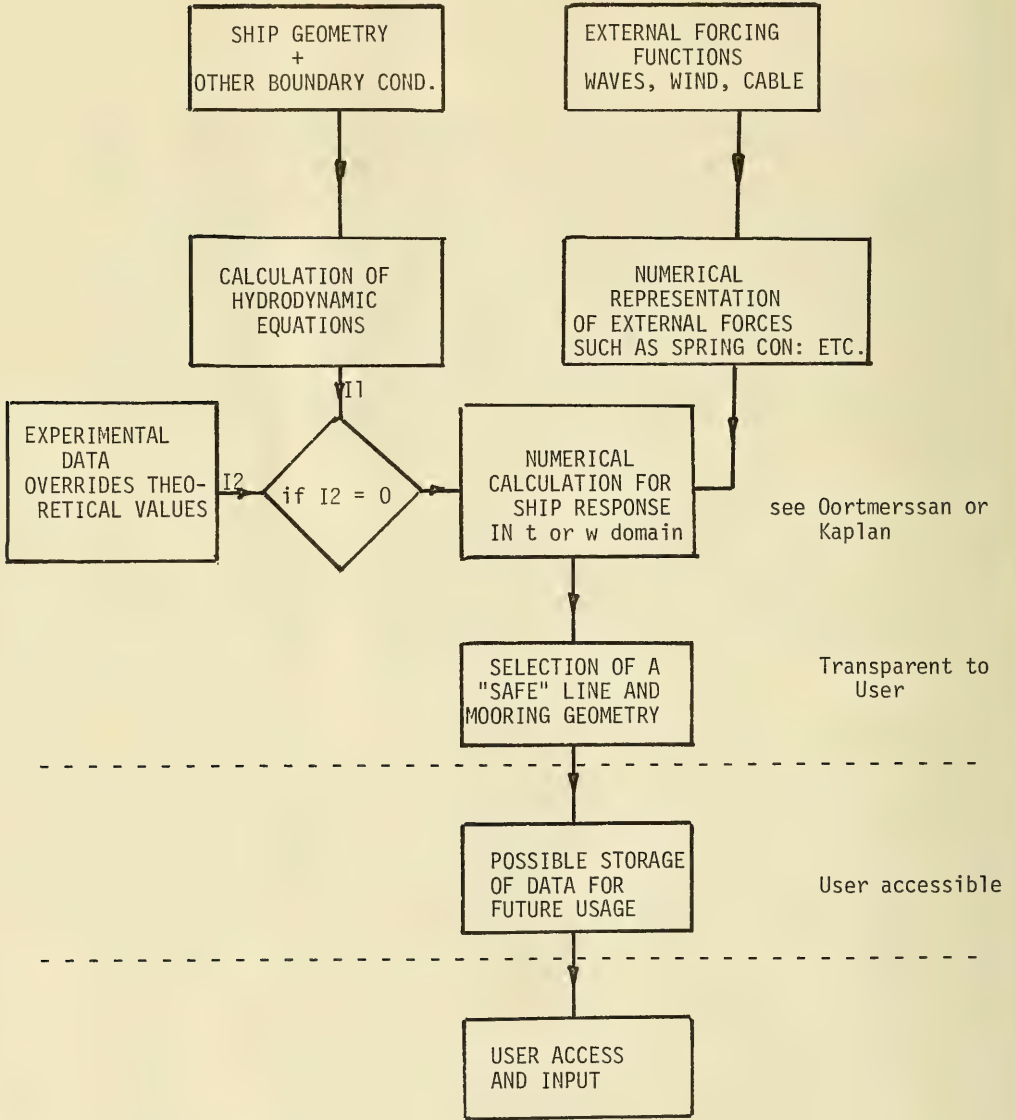 SHIP GEOMETRY
+
OTHER BOUNDARY COND.
EXTERNAL FORCING
FUNCTIONS
WAVES, WIND, CABLE
CALCULATION OF
HYDRODYNAMIC
EQUATIONS
NUMERICAL
REPRESENTATION
OF EXTERNAL FORCES
SUCH AS SPRING CON: ETC.
I1
EXPERIMENTAL
DATA
OVERRIDES THEO-
RETICAL VALUES
I2
if I2 = 0
NUMERICAL
CALCULATION FOR
SHIP RESPONSE
IN t or w domain
see Oortmerssan or
Kaplan
SELECTION OF A
"SAFE" LINE AND
MOORING GEOMETRY
Transparent to
User
POSSIBLE STORAGE
OF DATA FOR
FUTURE USAGE
User accessible
USER ACCESS
AND INPUT